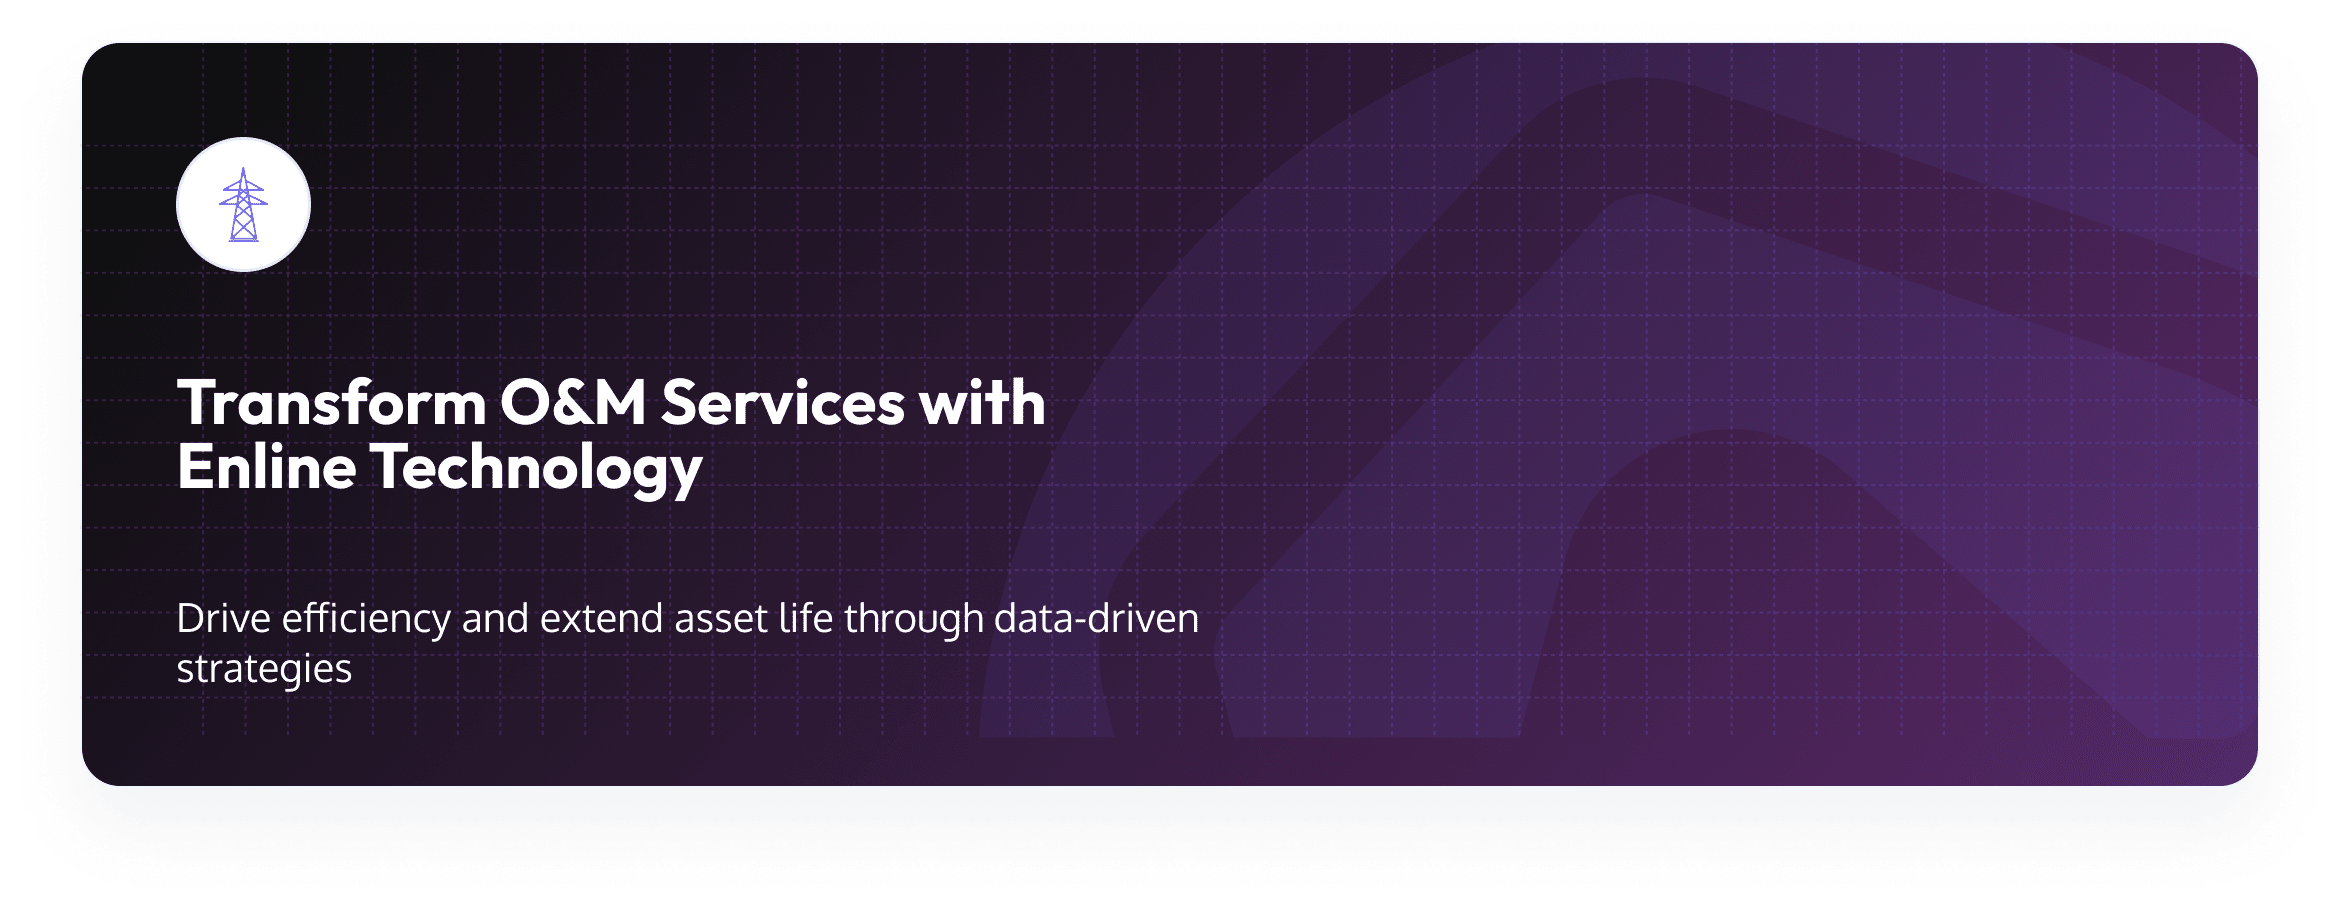 Transform O&M Services with
Enline Technology
Drive efficiency and extend asset life through data-driven
strategies